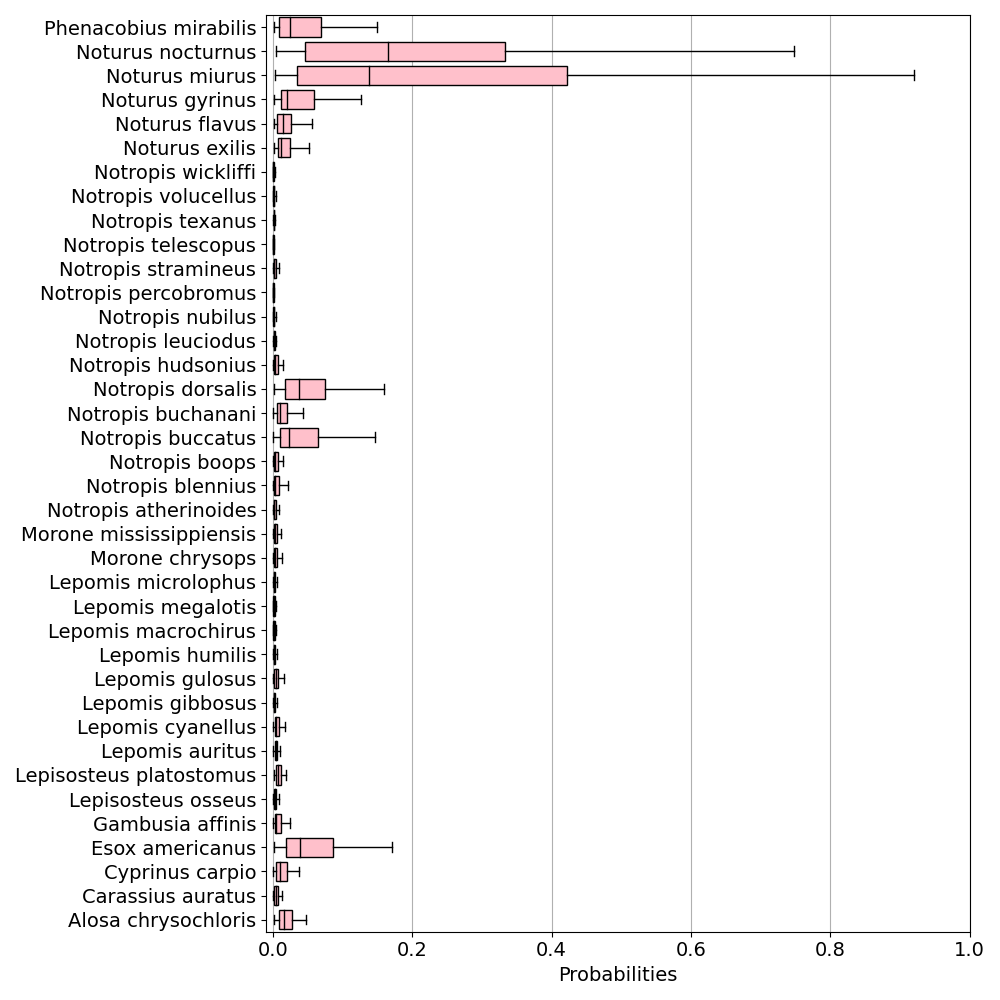 Phenacobius mirabilis
Noturus nocturnus
Noturus miurus
Noturus gyrinus
Noturus flavus
Noturus exilis
Notropis wickliffi
Notropis volucellus
Notropis texanus
Notropis telescopus
Notropis stramineus
Notropis percobromus
Notropis nubilus
Notropis leuciodus
Notropis hudsonius
Notropis dorsalis
Notropis buchanani
Notropis buccatus
Notropis boops
Notropis blennius
Notropis atherinoides
Morone mississippiensis
Morone chrysops
Lepomis microlophus
Lepomis megalotis
Lepomis macrochirus
Lepomis humilis
Lepomis gulosus
Lepomis gibbosus
Lepomis cyanellus
Lepomis auritus
Lepisosteus platostomus
Lepisosteus osseus
Gambusia affinis
Esox americanus
Cyprinus carpio
Carassius auratus
Alosa chrysochloris
0.0 0.2 0.4 0.6 0.8 1.0
Probabilities